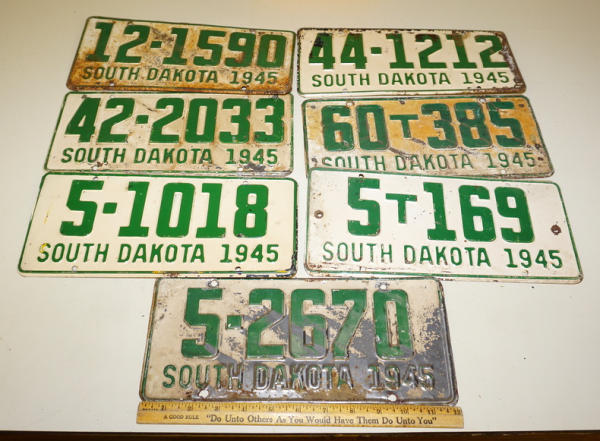 12-1590
SOUTH DAKOTA 1945
44-1212
SOUTH DAKOTA 1945
42-2033
SOUTH DAKOTA 1945
60T385
SOUTH DAKOTA 1945
5-1018
SOUTH DAKOTA 1945
5T169
SOUTH DAKOTA 1945
5-2670
SOUTH DAKOTA 1945
A GOOD RULE "Do Unto Others As You Would Have Them Do Unto You"